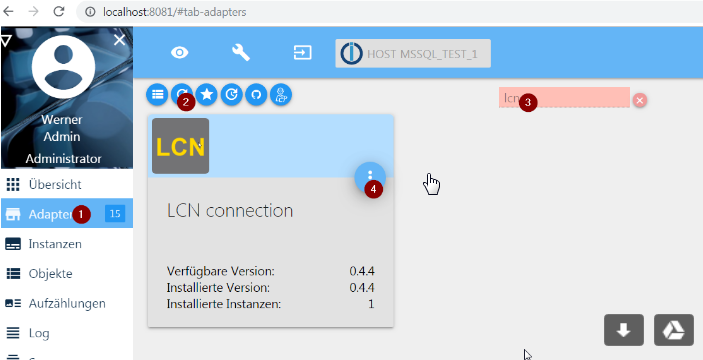 localhost:8081/#tab-adapters
HOST MSSQL_TEST_1
Werner
Admin
Administrator
Übersicht
Adapter 1 15
Instanzen
Objekte
Aufzählungen
Log
2
lcn 3
LCN
4
LCN connection
Verfügbare Version: 0.4.4
Installierte Version: 0.4.4
Installierte Instanzen: 1